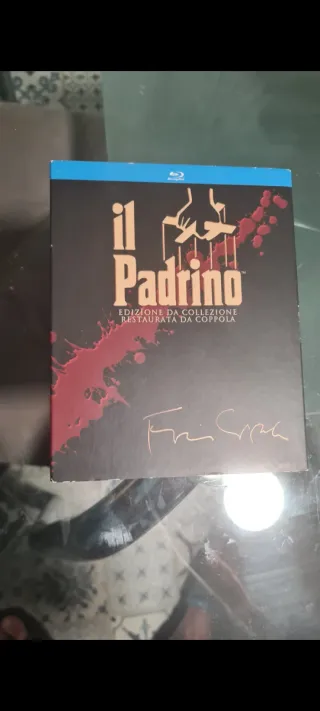 il
Padrino
EDIZIONE DA COLLEZIONE
RESTAURATA DA COPPOLA